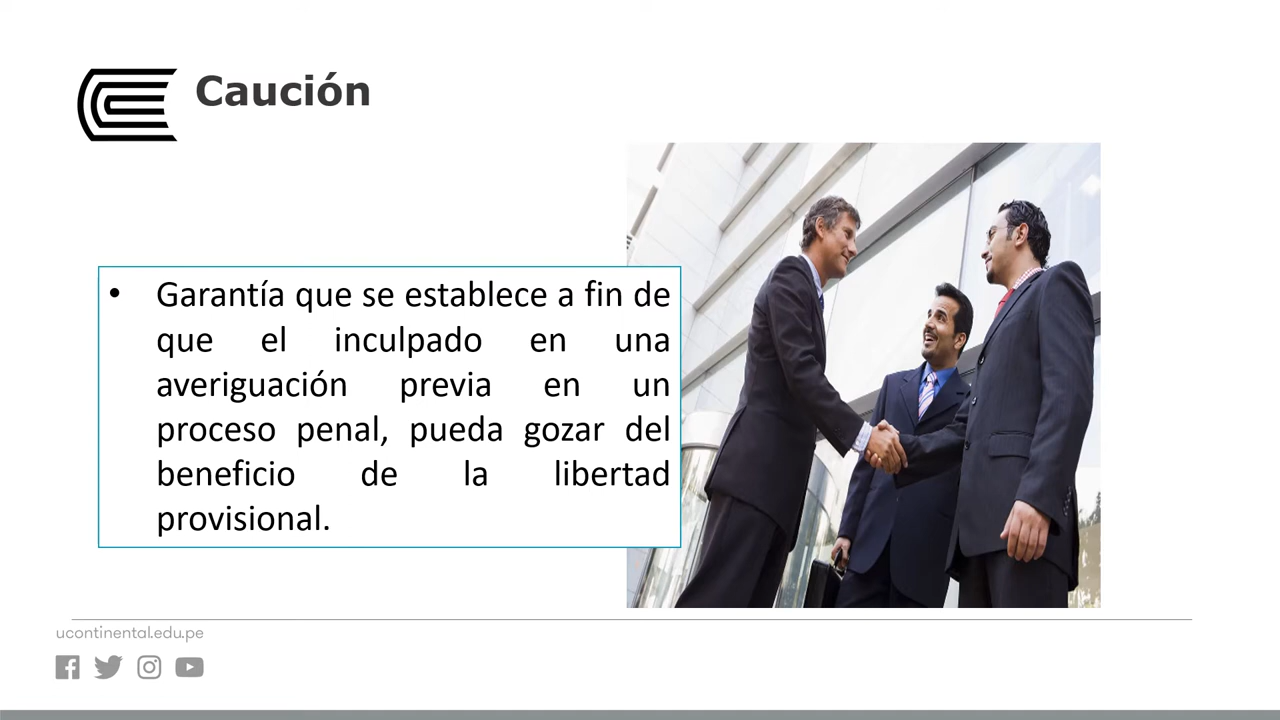 Caución
• Garantía que se establece a fin de
que el inculpado en una
averiguación previa en un
proceso penal, pueda gozar del
beneficio de la libertad
provisional.
ucontinental.edu.pe